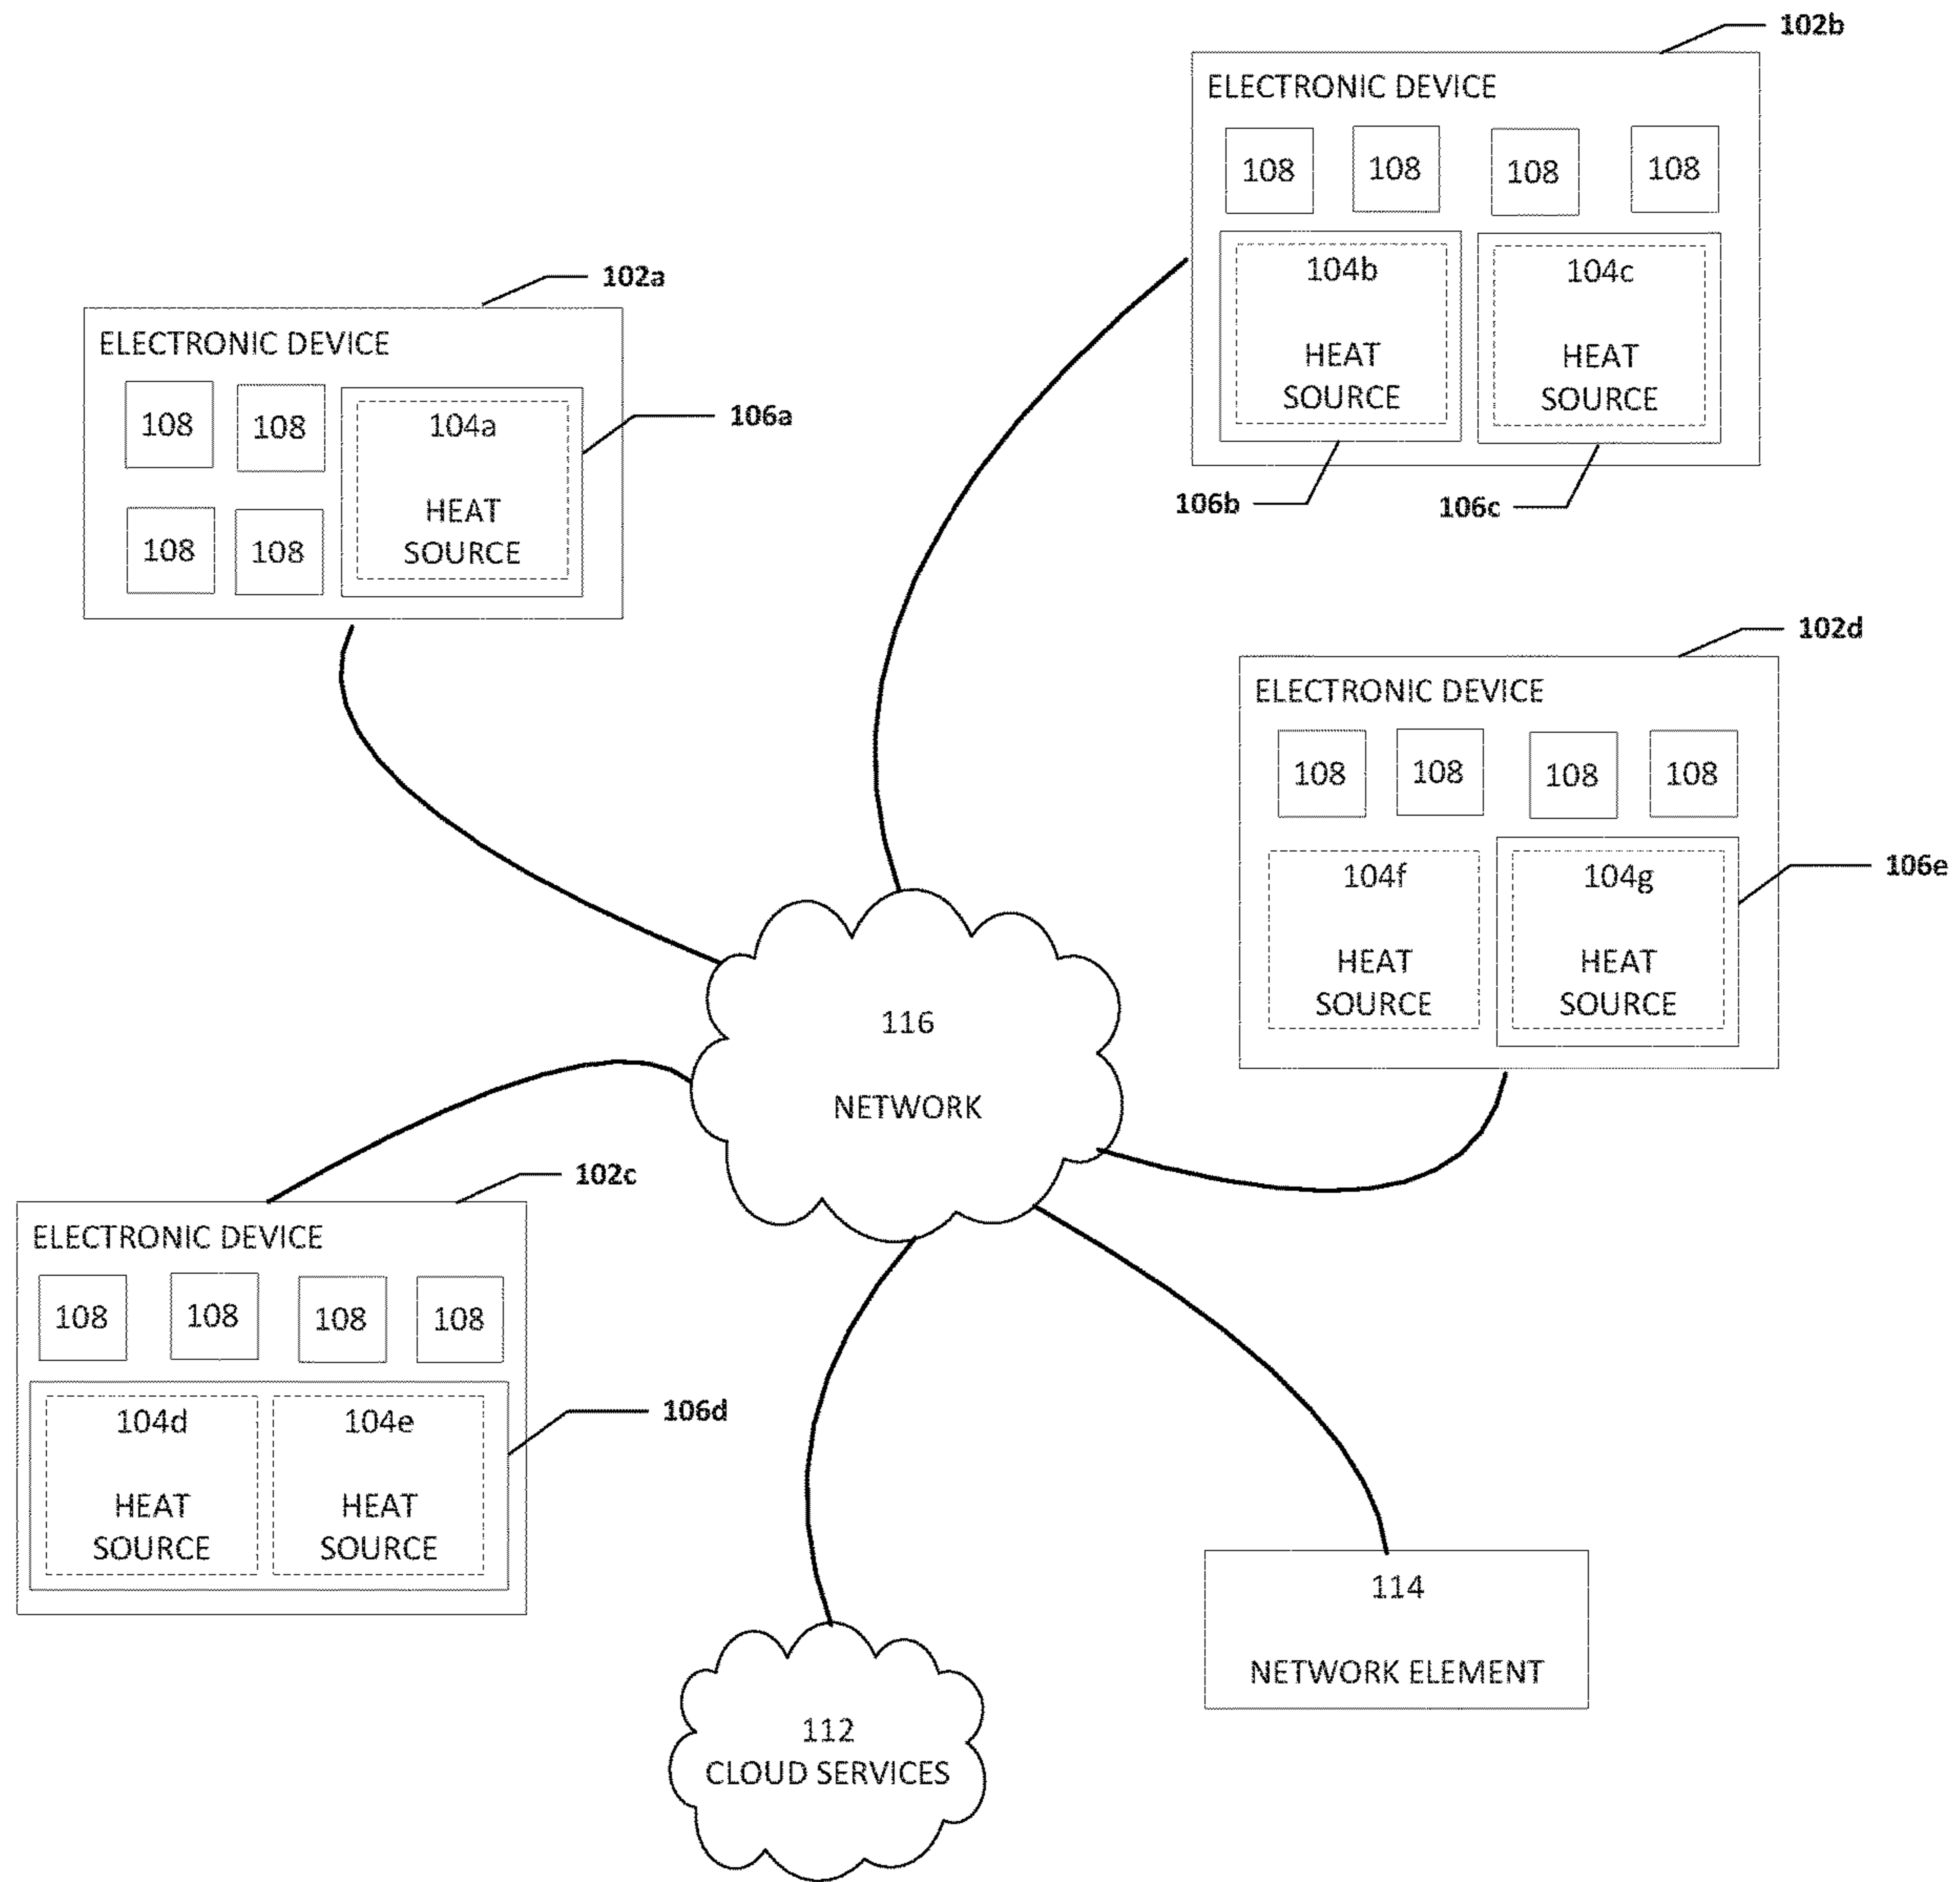 102b
ELECTRONIC DEVICE
108 108 108 108
104b
HEAT
SOURCE
104c
HEAT
SOURCE
106b
106c
102a
ELECTRONIC DEVICE
108 108
108 108
104a
HEAT
SOURCE
106a
102d
ELECTRONIC DEVICE
108 108 108 108
104f
HEAT
SOURCE
104g
HEAT
SOURCE
106e
116
NETWORK
102c
ELECTRONIC DEVICE
108 108 108 108
104d
HEAT
SOURCE
104e
HEAT
SOURCE
106d
114
NETWORK ELEMENT
112
CLOUD SERVICES